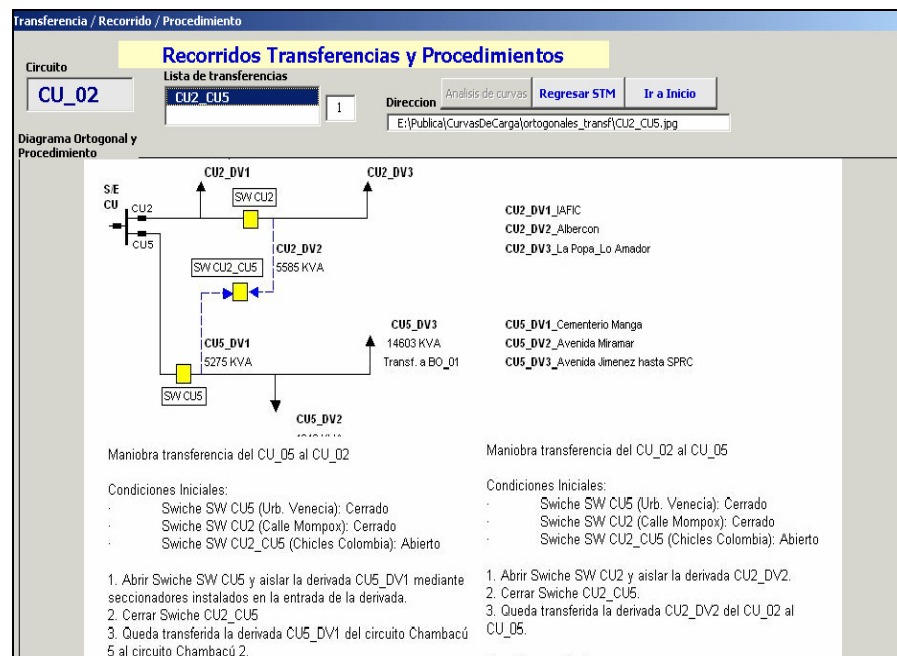 Transferencia / Recorrido / Procedimiento
Recorridos Transferencias y Procedimientos
Circuito
CU_02
Lista de transferencias
CU2_CU5
1
Direccion
Analisis de curvas
Regresar STM
Ir a Inicio
E:\Publica\CurvasDeCarga\ortogonales_transf\CU2_CU5.jpg
Diagrama Ortogonal y
Procedimiento
CU2_DV1
CU2_DV3
S/E
CU
CU2
SW CU2
CU5
CU2_DV2
5585 KVA
SW CU2_CU5
CU2_DV1_IAFIC
CU2_DV2_Albercon
CU2_DV3_La Popa_Lo Amador
CU5_DV1
5275 KVA
CU5_DV3
14603 KVA
Transf. a BO_01
CU5_DV1_Cementerio Manga
CU5_DV2_Avenida Miramar
CU5_DV3_Avenida Jimenez hasta SPRC
SW CU5
CU5_DV2
Maniobra transferencia del CU_05 al CU_02
Condiciones Iniciales:
· Swiche SW CU5 (Urb. Venecia): Cerrado
· Swiche SW CU2 (Calle Mompox): Cerrado
· Swiche SW CU2_CU5 (Chicles Colombia): Abierto
1. Abrir Swiche SW CU5 y aislar la derivada CU5_DV1 mediante
seccionadores instalados en la entrada de la derivada.
2. Cerrar Swiche CU2_CU5
3. Queda transferida la derivada CU5_DV1 del circuito Chambacú
5 al circuito Chambacú 2.
Maniobra transferencia del CU_02 al CU_05
Condiciones Iniciales:
· Swiche SW CU5 (Urb. Venecia): Cerrado
· Swiche SW CU2 (Calle Mompox): Cerrado
· Swiche SW CU2_CU5 (Chicles Colombia): Abierto
1. Abrir Swiche SW CU2 y aislar la derivada CU2_DV2.
2. Cerrar Swiche CU2_CU5.
3. Queda transferida la derivada CU2_DV2 del CU_02 al
CU_05.